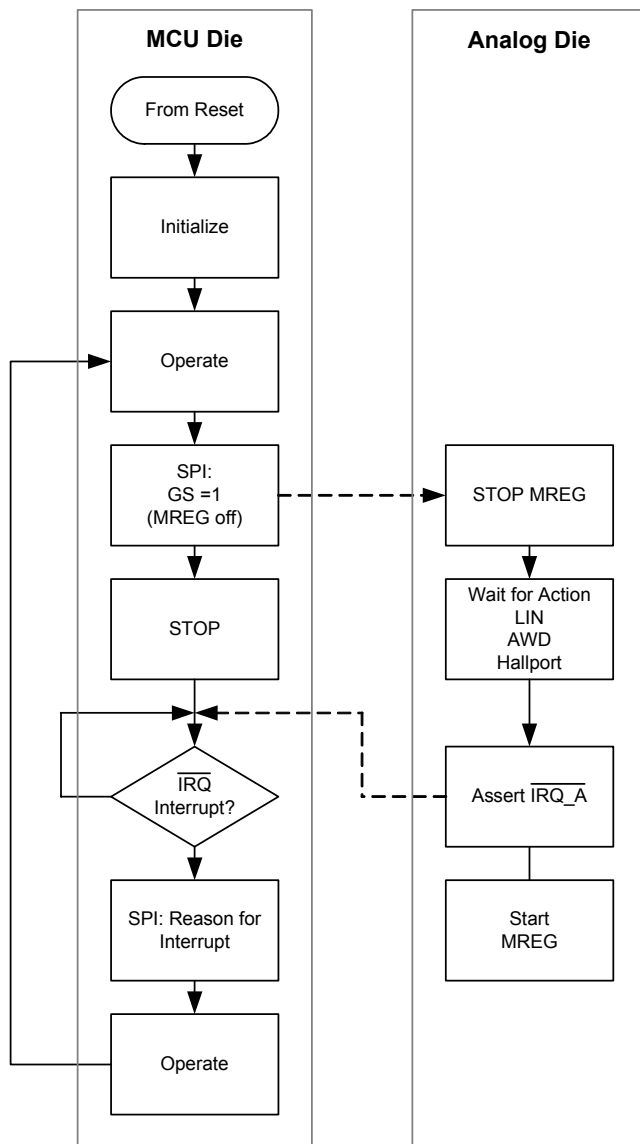 MCU Die
From Reset
Initialize
Operate
SPI:
GS =1
(MREG off)
STOP
IRQ
Interrupt?
SPI: Reason for
Interrupt
Operate
Analog Die
STOP MREG
Wait for Action
LIN
AWD
Hallport
Assert IRQ_A
Start
MREG